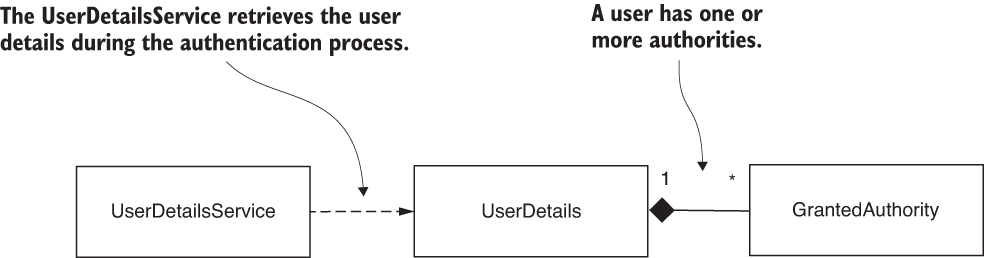 The UserDetailsService retrieves the user
details during the authentication process.
A user has one or
more authorities.
UserDetailsService
UserDetails
1
*
GrantedAuthority